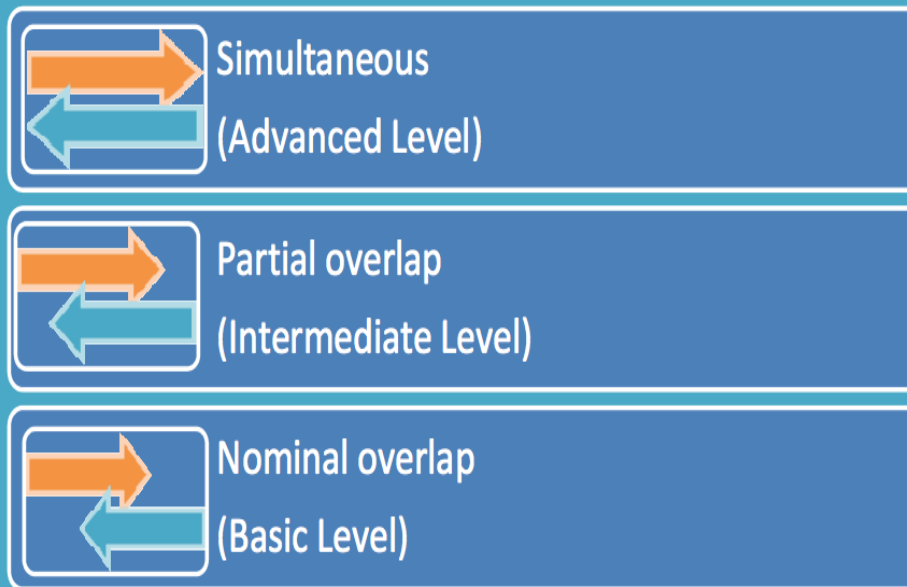 Simultaneous
(Advanced Level)
Partial overlap
(Intermediate Level)
Nominal overlap
(Basic Level)